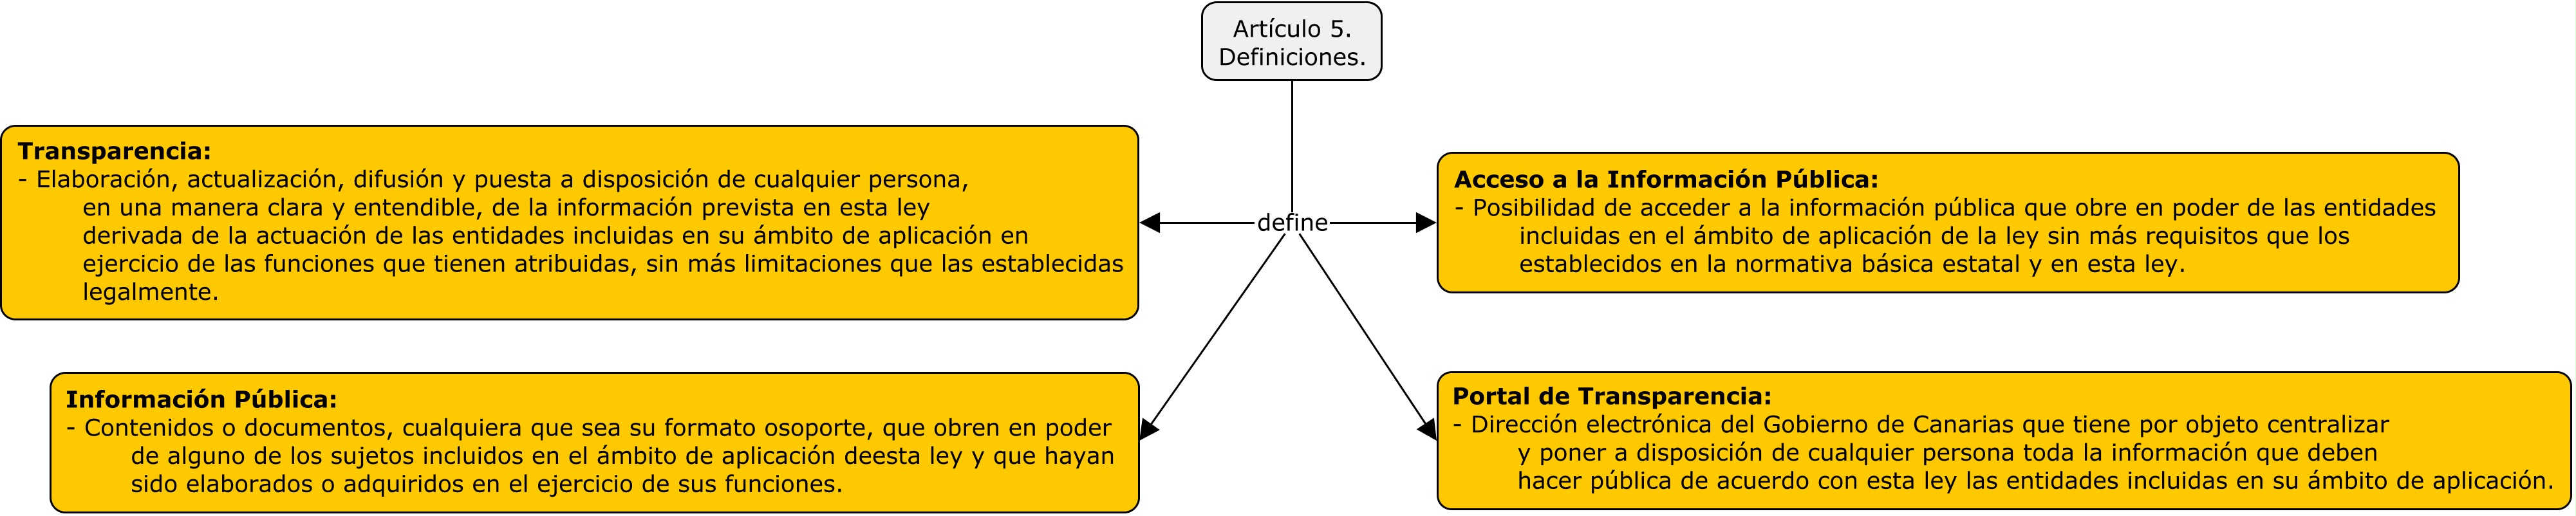 Artículo 5.
Definiciones.
Transparencia:
- Elaboración, actualización, difusión y puesta a disposición de cualquier persona,
en una manera clara y entendible, de la información prevista en esta ley
derivada de la actuación de las entidades incluidas en su ámbito de aplicación en
ejercicio de las funciones que tienen atribuidas, sin más limitaciones que las establecidas
legalmente.
Acceso a la Información Pública:
- Posibilidad de acceder a la información pública que obre en poder de las entidades
incluidas en el ámbito de aplicación de la ley sin más requisitos que los
establecidos en la normativa básica estatal y en esta ley.
define
Información Pública:
- Contenidos o documentos, cualquiera que sea su formato osoporte, que obren en poder
de alguno de los sujetos incluidos en el ámbito de aplicación deesta ley y que hayan
sido elaborados o adquiridos en el ejercicio de sus funciones.
Portal de Transparencia:
- Dirección electrónica del Gobierno de Canarias que tiene por objeto centralizar
y poner a disposición de cualquier persona toda la información que deben
hacer pública de acuerdo con esta ley las entidades incluidas en su ámbito de aplicación.